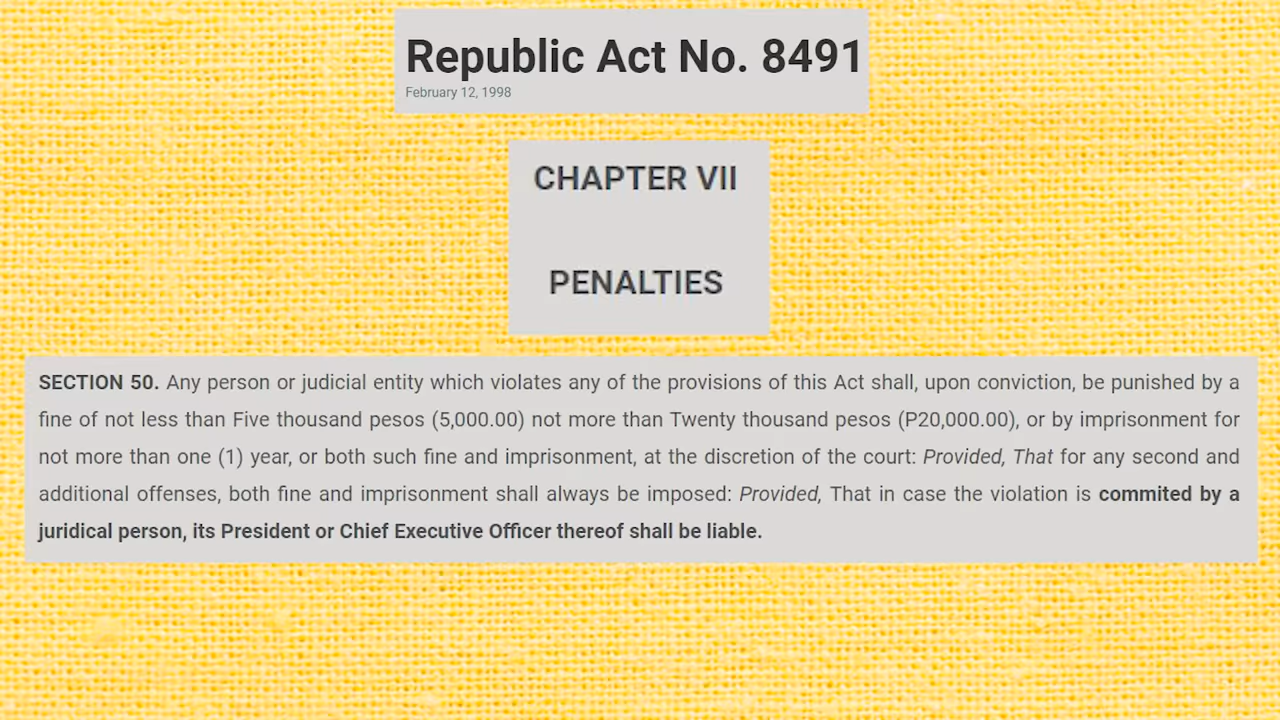 Republic Act No. 8491
February 12, 1998
CHAPTER VII
PENALTIES
SECTION 50. Any person or judicial entity which violates any of the provisions of this Act shall, upon conviction, be punished by a
fine of not less than Five thousand pesos (5,000.00) not more than Twenty thousand pesos (P20,000.00), or by imprisonment for
not more than one (1) year, or both such fine and imprisonment, at the discretion of the court: Provided, That for any second and
additional offenses, both fine and imprisonment shall always be imposed: Provided, That in case the violation is commited by a
juridical person, its President or Chief Executive Officer thereof shall be liable.